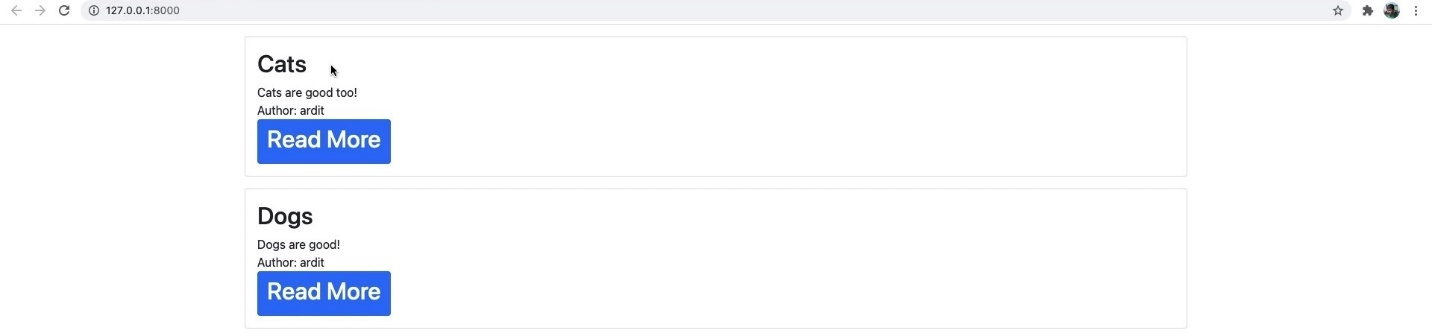 127.0.0.1:8000
Cats
Cats are good too!
Author: ardit
Read More
Dogs
Dogs are good!
Author: ardit
Read More